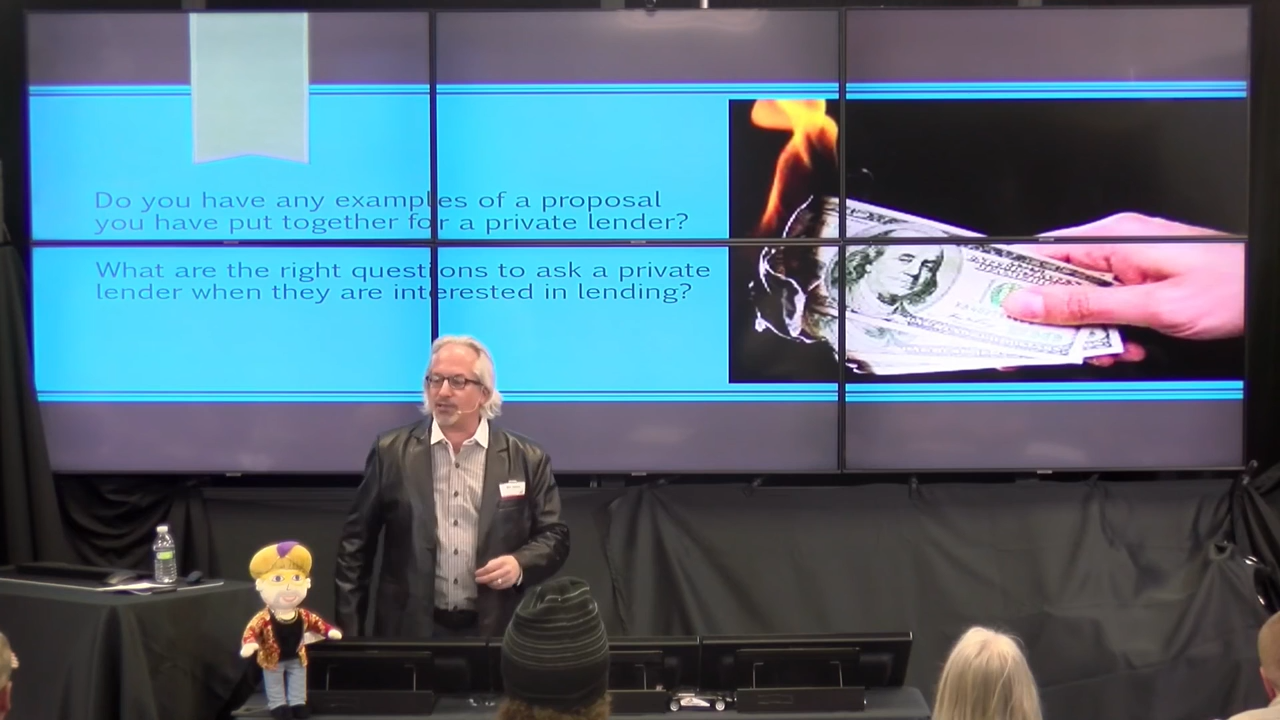 Do you have any examples of a proposal
you have put together for a private lender?
What are the right questions to ask a private
lender when they are interested in lending?